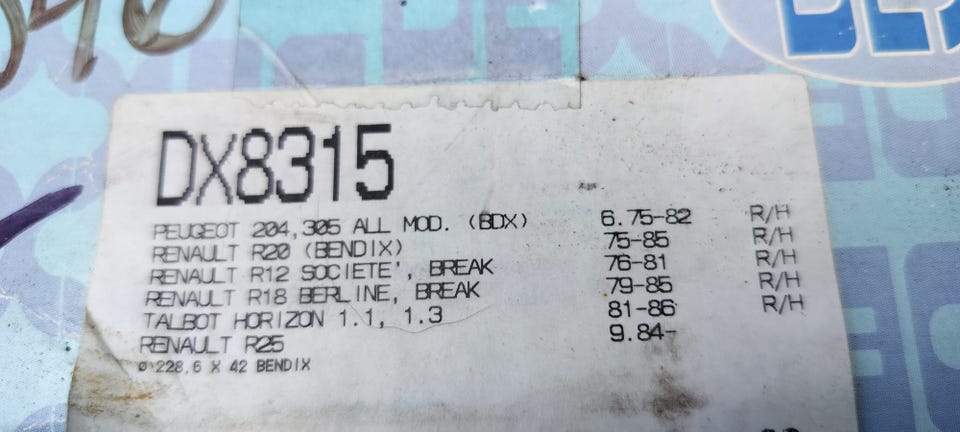 DX8315
PEUGEOT 204,305 ALL MOD. (BDX) 6.75-82 R/H
RENAULT R20 (BENDIX) 75-85 R/H
RENAULT R12 SOCIETE', BREAK 76-81 R/H
RENAULT R18 BERLINE, BREAK 79-85 R/H
TALBOT HORIZON 1.1, 1.3 81-86 R/H
RENAULT R25 9.84-
Ø 228,6 X 42 BENDIX